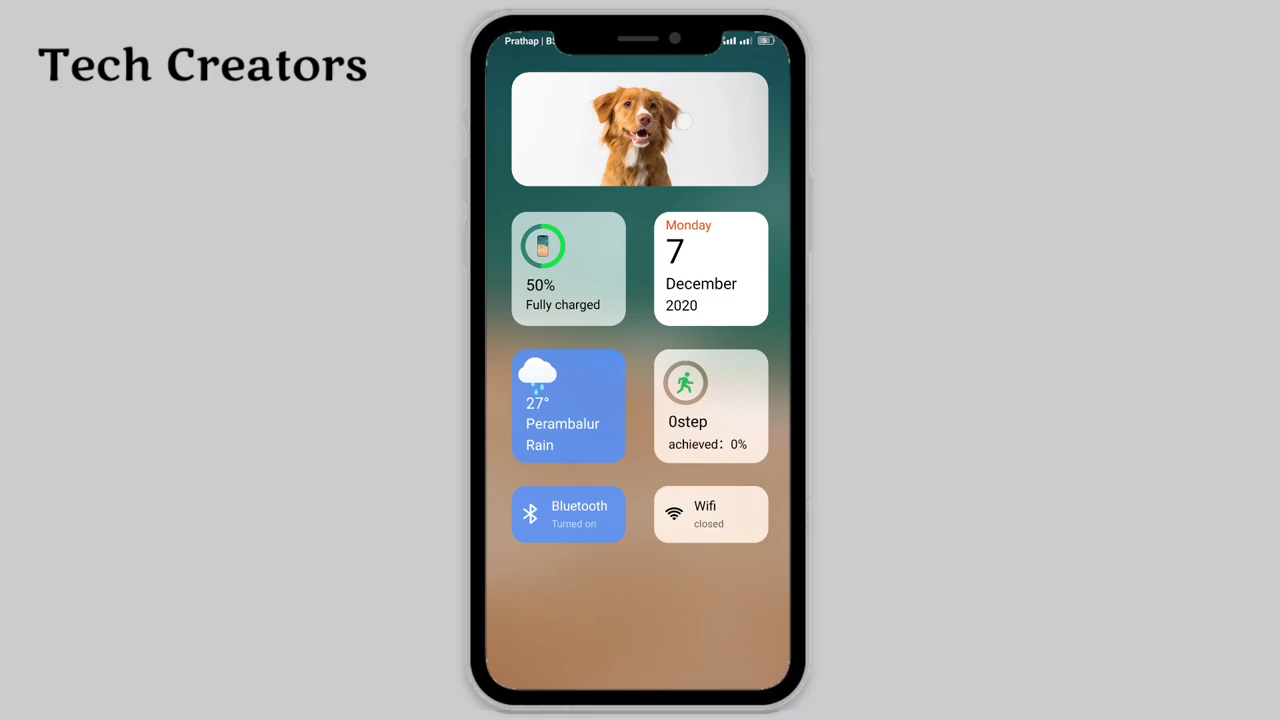 Tech Creators
Prathap | B
50%
Fully charged
Monday
7
December
2020
27°
Perambalur
Rain
0step
achieved：0%
Bluetooth
Turned on
Wifi
closed